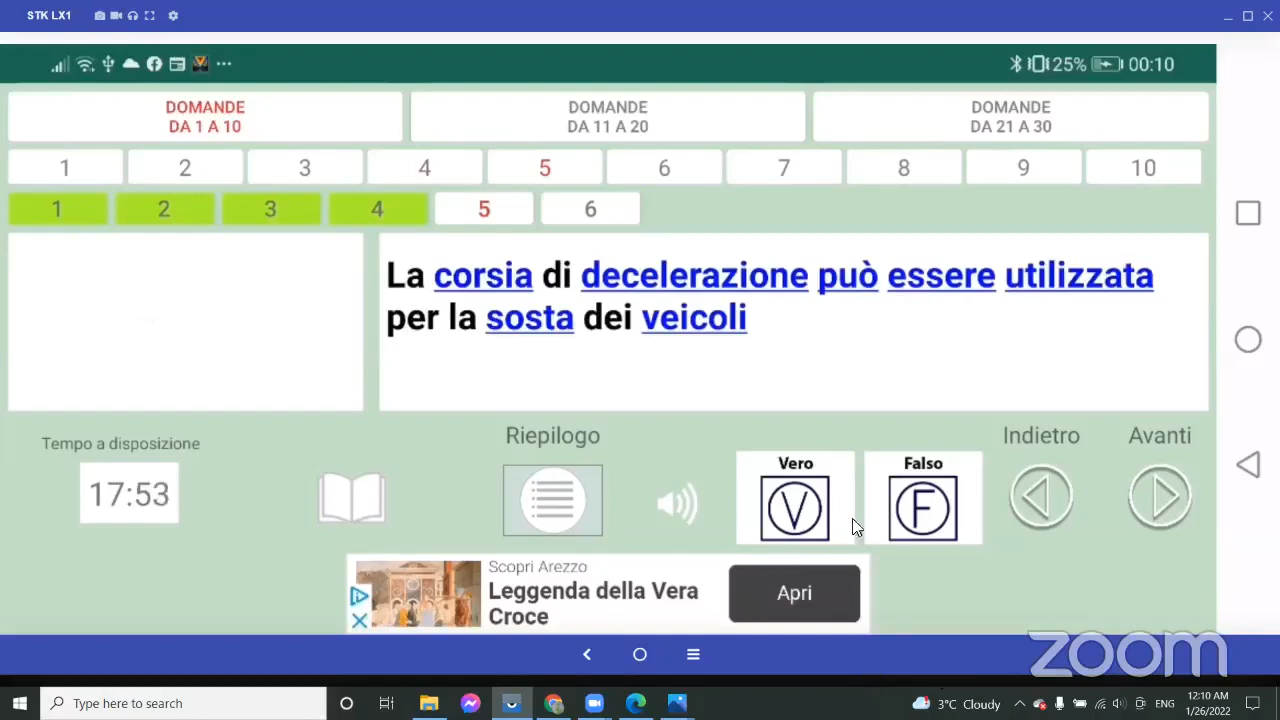 STK LX1
25% 00:10
DOMANDE
DA 1 A 10
DOMANDE
DA 11 A 20
DOMANDE
DA 21 A 30
1 2 3 4 5 6 7 8 9 10
1 2 3 4 5 6
La corsia di decelerazione può essere utilizzata
per la sosta dei veicoli
Tempo a disposizione
17:53
Riepilogo
Vero
V
Falso
F
Indietro
Avanti
Scopri Arezzo
Leggenda della Vera
Croce
Apri
zoom
Type here to search
3°C Cloudy
ENG
12:10 AM
1/26/2022